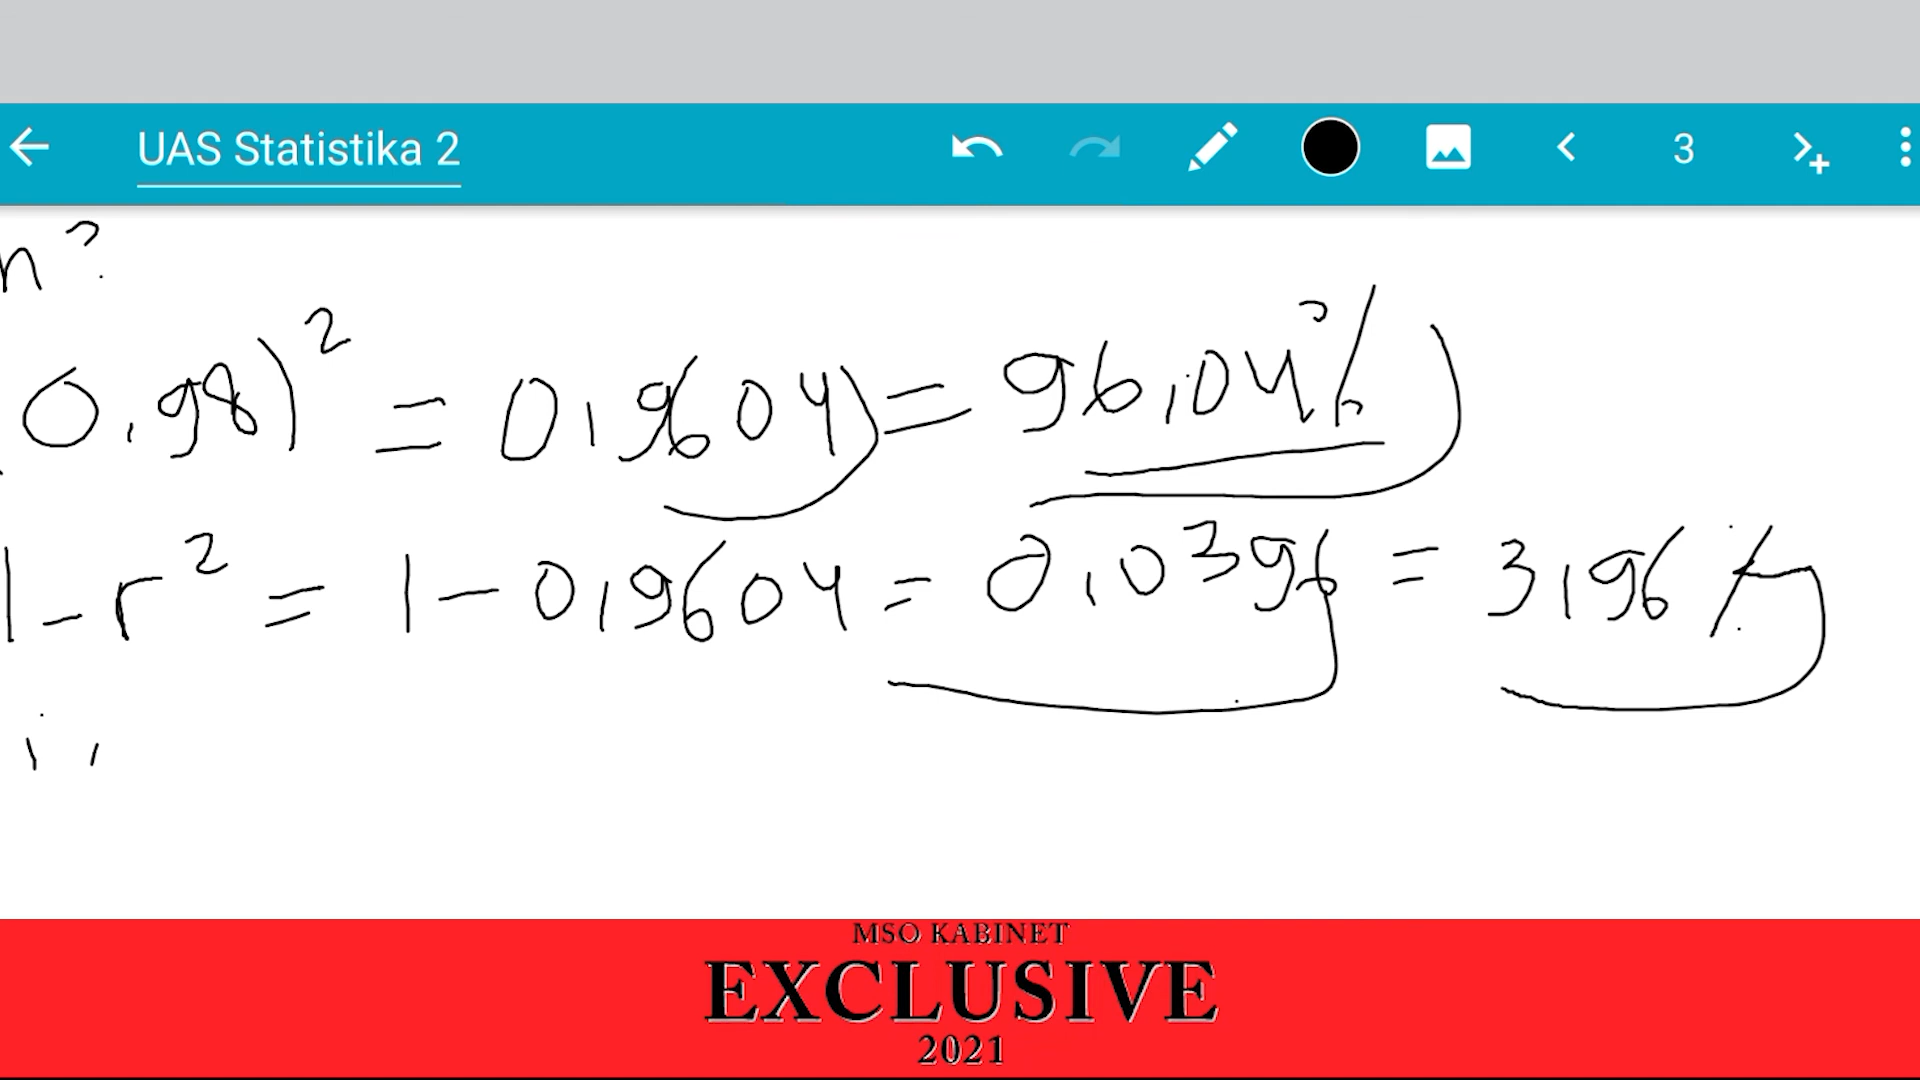 UAS Statistika 2
3
n?
0,98)² = 0,9604 = 96,04%
1 - r² = 1 - 0,9604 = 0,0396 = 3,96%
MSO KABINET
EXCLUSIVE
2021